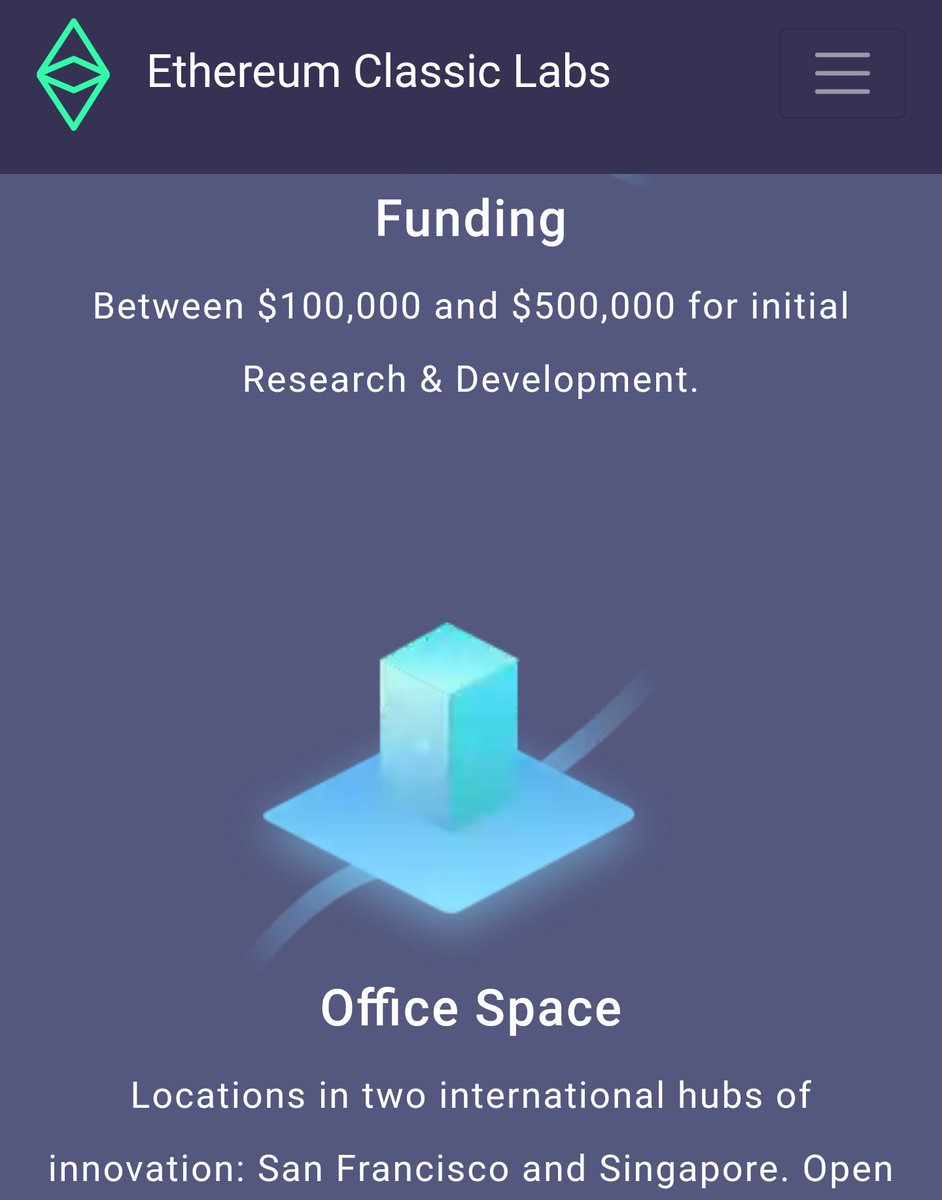 Ethereum Classic Labs
Funding
Between $100,000 and $500,000 for initial
Research & Development.
Office Space
Locations in two international hubs of
innovation: San Francisco and Singapore. Open